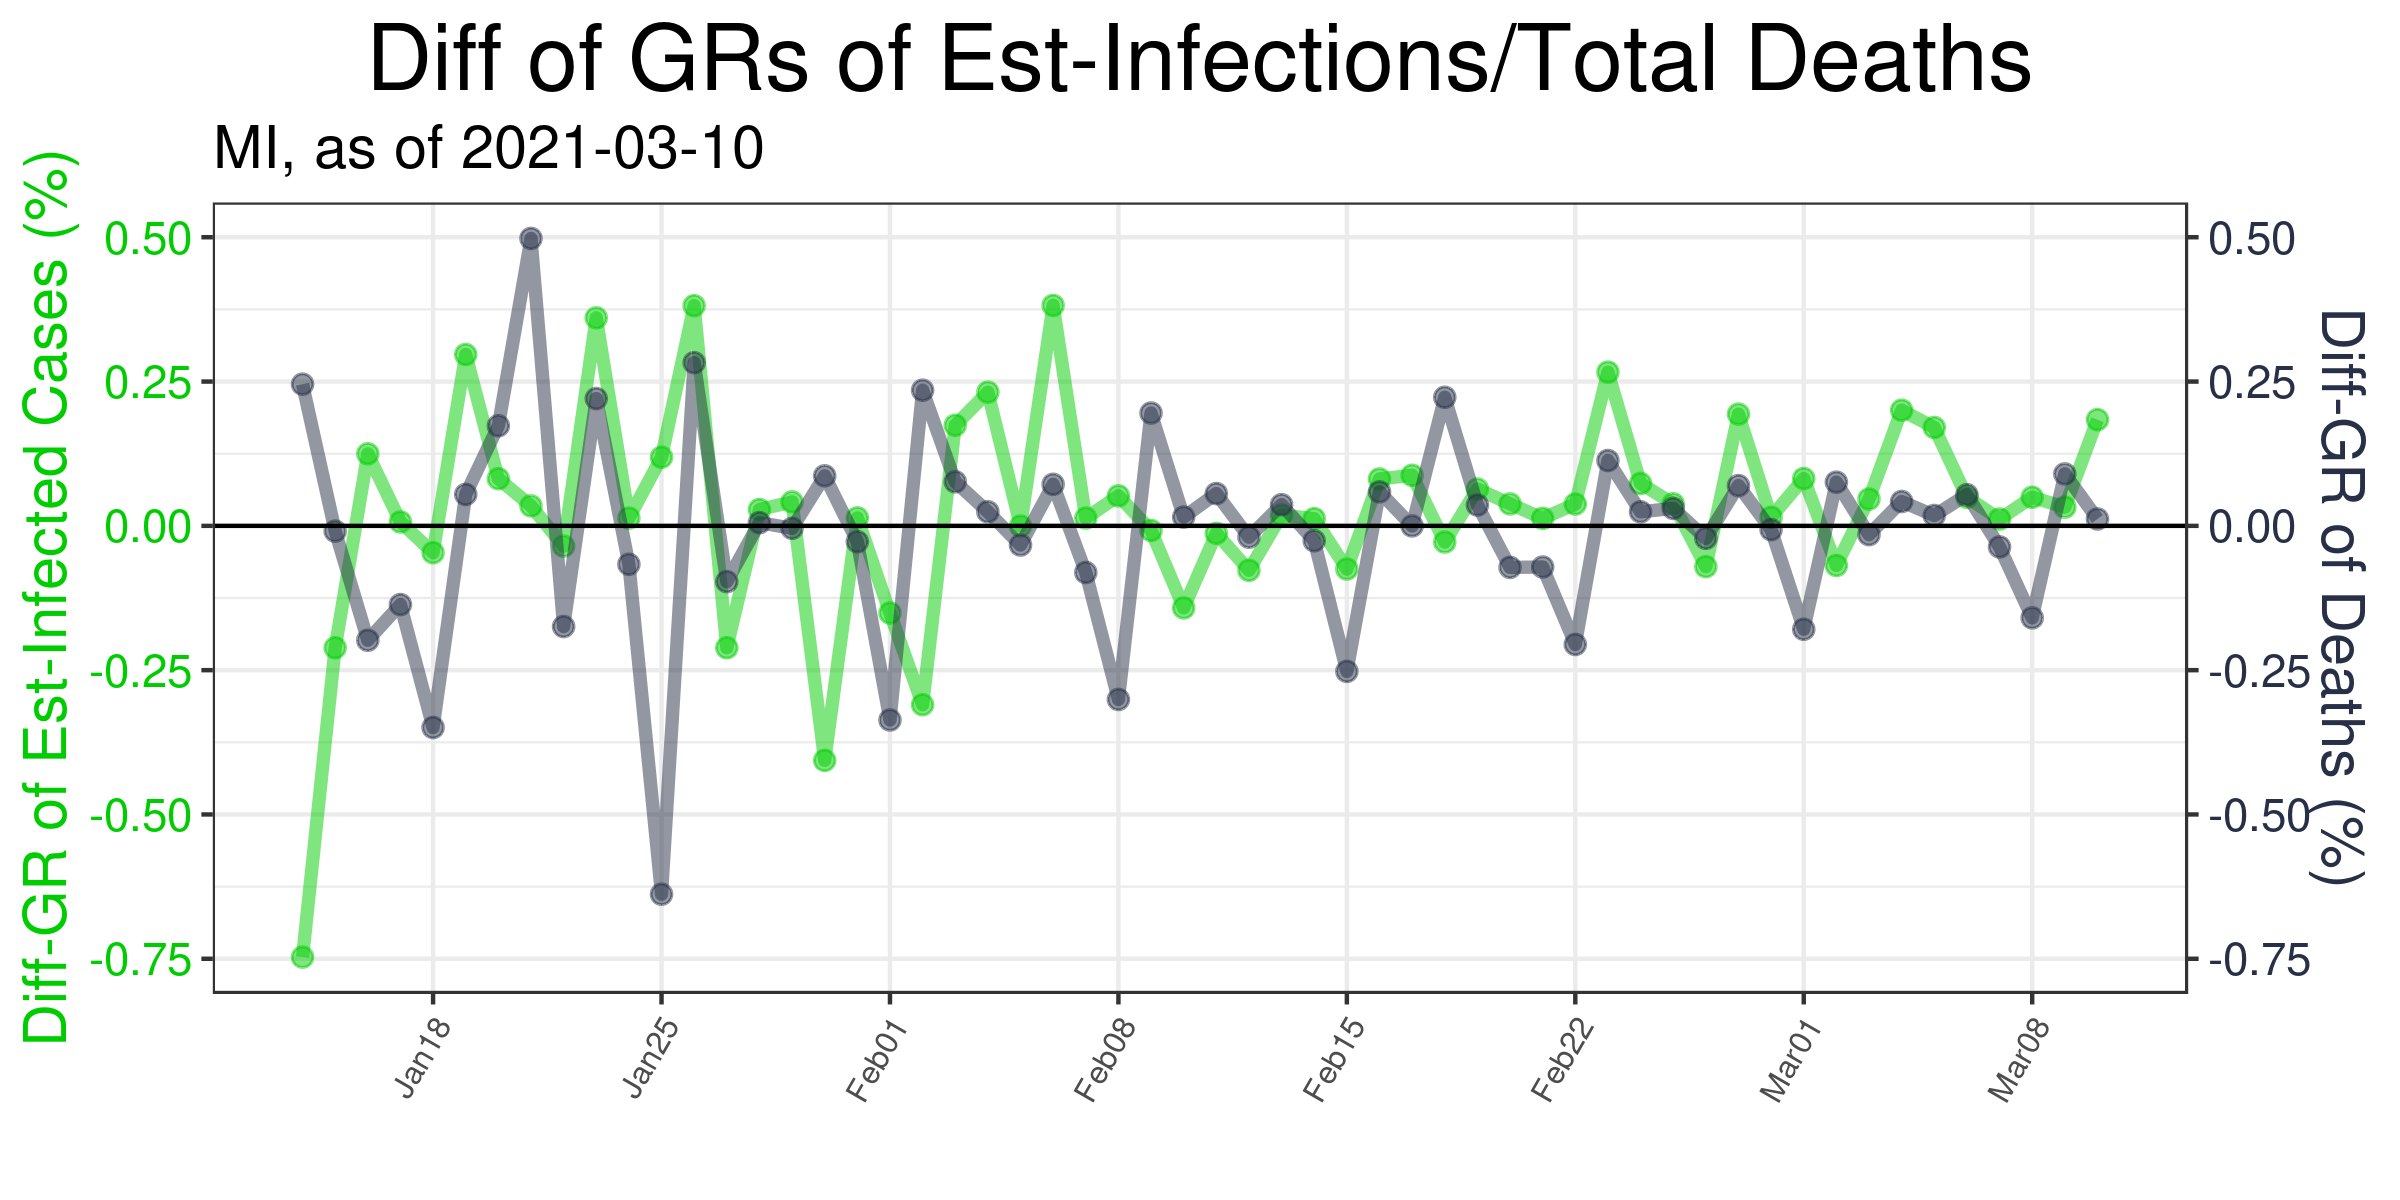 Diff of GRs of Est-Infections/Total Deaths
MI, as of 2021-03-10
Diff-GR of Est-Infected Cases (%)
0.50
0.25
0.00
-0.25
-0.50
-0.75
0.50
0.25
0.00
-0.25
-0.50
-0.75
Diff-GR of Deaths (%)
Jan18
Jan25
Feb01
Feb08
Feb15
Feb22
Mar01
Mar08